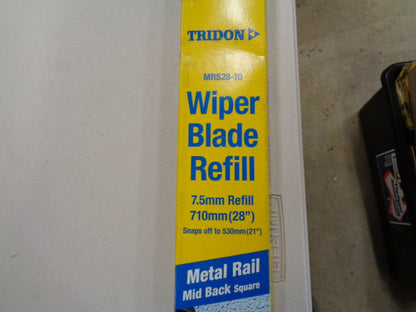 TRIDON
MRS28-10
Wiper
Blade
Refill
7.5mm Refill
710mm (28")
Snaps off to 530mm (21")
Metal Rail
Mid Back Square